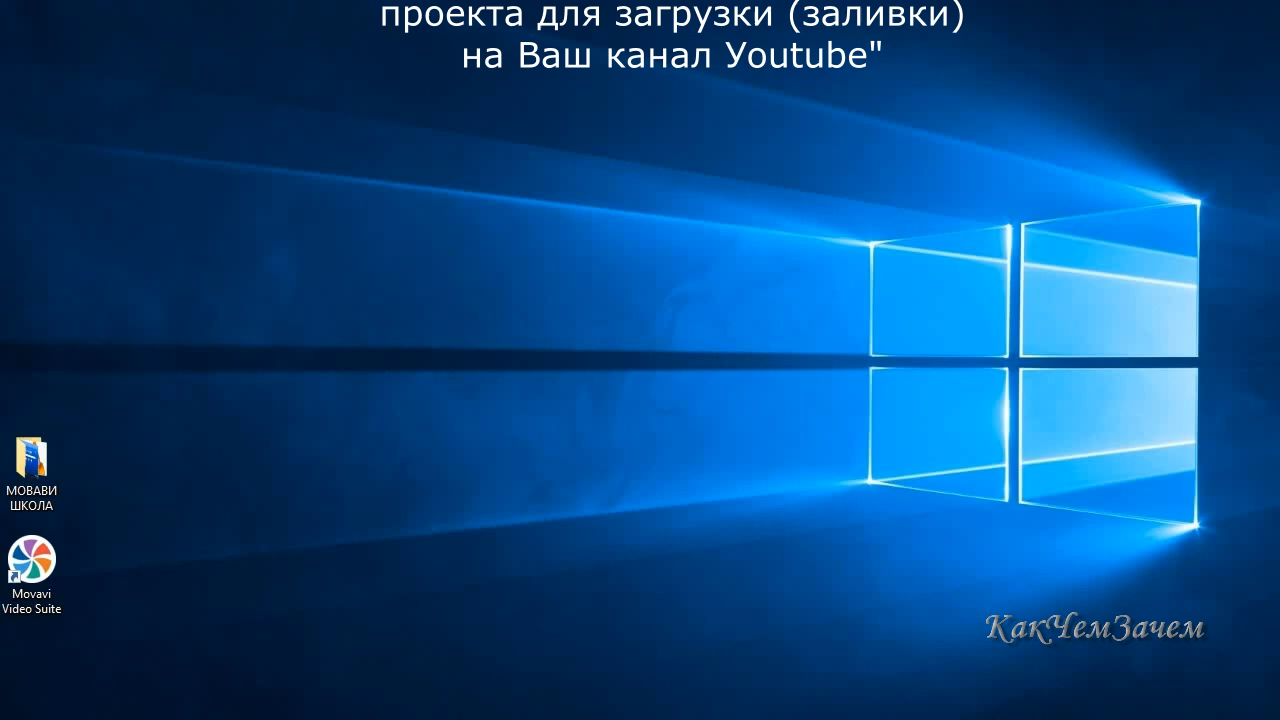 проекта для загрузки (заливки)
на Ваш канал Youtube"
МОВАВИ
ШКОЛА
Movavi
Video Suite
КакЧемЗачем